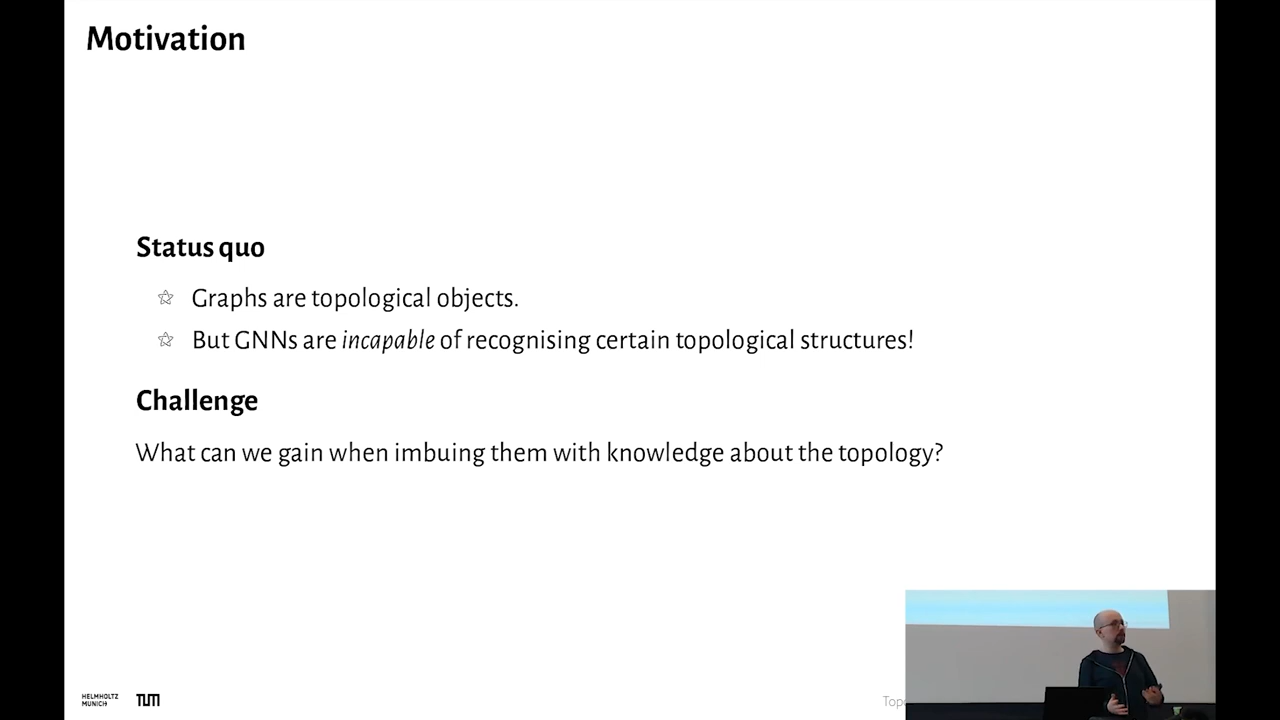 Motivation
Status quo
Graphs are topological objects.
But GNNs are incapable of recognising certain topological structures!
Challenge
What can we gain when imbuing them with knowledge about the topology?
HELMHOLTZ
MUNICH
TUM